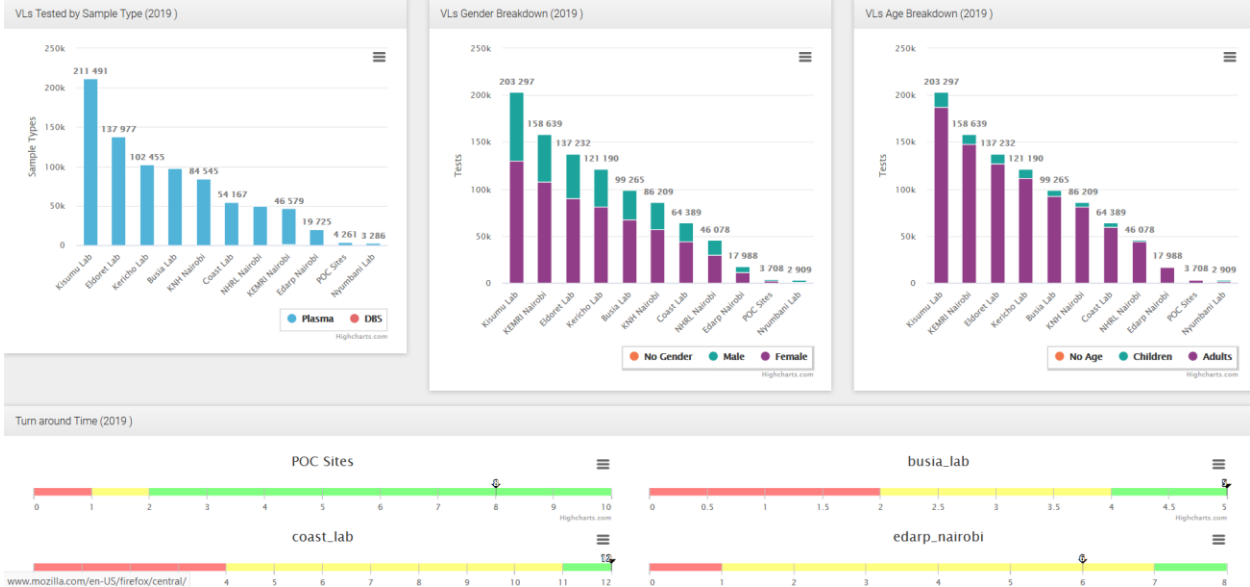 VLs Tested by Sample Type (2019 )
250k
200k
150k
100k
50k
0
Sample Types
211 491
137 977
102 455
84 545
54 167
46 579
19 725
4 261
3 286
Kisumu Lab
Eldoret Lab
Kericho Lab
Busia Lab
KNH Nairobi
Coast Lab
NHRL Nairobi
KEMRI Nairobi
Edarp Nairobi
POC Sites
Nyumbani Lab
Plasma DBS
Highcharts.com
VLs Gender Breakdown (2019 )
250k
200k
150k
100k
50k
0
Tests
203 297
158 639
137 232
121 190
99 265
86 209
64 389
46 078
17 988
3 708
2 909
Kisumu Lab
KEMRI Nairobi
Eldoret Lab
Kericho Lab
Busia Lab
KNH Nairobi
Coast Lab
NHRL Nairobi
Edarp Nairobi
POC Sites
Nyumbani Lab
No Gender Male Female
Highcharts.com
VLs Age Breakdown (2019 )
250k
200k
150k
100k
50k
0
Tests
203 297
158 639
137 232
121 190
99 265
86 209
64 389
46 078
17 988
3 708
2 909
Kisumu Lab
KEMRI Nairobi
Eldoret Lab
Kericho Lab
Busia Lab
KNH Nairobi
Coast Lab
NHRL Nairobi
Edarp Nairobi
POC Sites
Nyumbani Lab
No Age Children Adults
Highcharts.com
Turn around Time (2019 )
POC Sites
8
0 1 2 3 4 5 6 7 8 9 10
Highcharts.com
busia_lab
5
0 0.5 1 1.5 2 2.5 3 3.5 4 4.5 5
Highcharts.com
coast_lab
12
4 5 6 7 8 9 10 11 12
edarp_nairobi
6
0 1 2 3 4 5 6 7 8
www.mozilla.com/en-US/firefox/central/